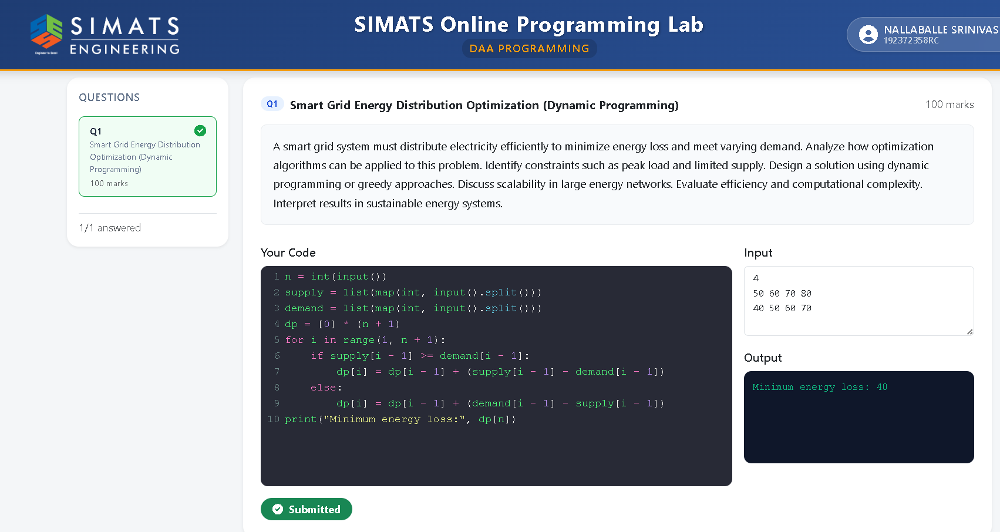 SIMATS
ENGINEERING
Engineer to Excel
SIMATS Online Programming Lab
DAA PROGRAMMING
NALLABALLE SRINIVAS
192372358RC
QUESTIONS
Q1
Smart Grid Energy Distribution
Optimization (Dynamic
Programming)
100 marks
1/1 answered
Q1 Smart Grid Energy Distribution Optimization (Dynamic Programming)
100 marks
A smart grid system must distribute electricity efficiently to minimize energy loss and meet varying demand. Analyze how optimization
algorithms can be applied to this problem. Identify constraints such as peak load and limited supply. Design a solution using dynamic
programming or greedy approaches. Discuss scalability in large energy networks. Evaluate efficiency and computational complexity.
Interpret results in sustainable energy systems.
Your Code
1 n = int(input())
2 supply = list(map(int, input().split()))
3 demand = list(map(int, input().split()))
4 dp = [0] * (n + 1)
5 for i in range(1, n + 1):
6     if supply[i - 1] >= demand[i - 1]:
7         dp[i] = dp[i - 1] + (supply[i - 1] - demand[i - 1])
8     else:
9         dp[i] = dp[i - 1] + (demand[i - 1] - supply[i - 1])
10 print("Minimum energy loss:", dp[n])
Submitted
Input
4
50 60 70 80
40 50 60 70
Output
Minimum energy loss: 40